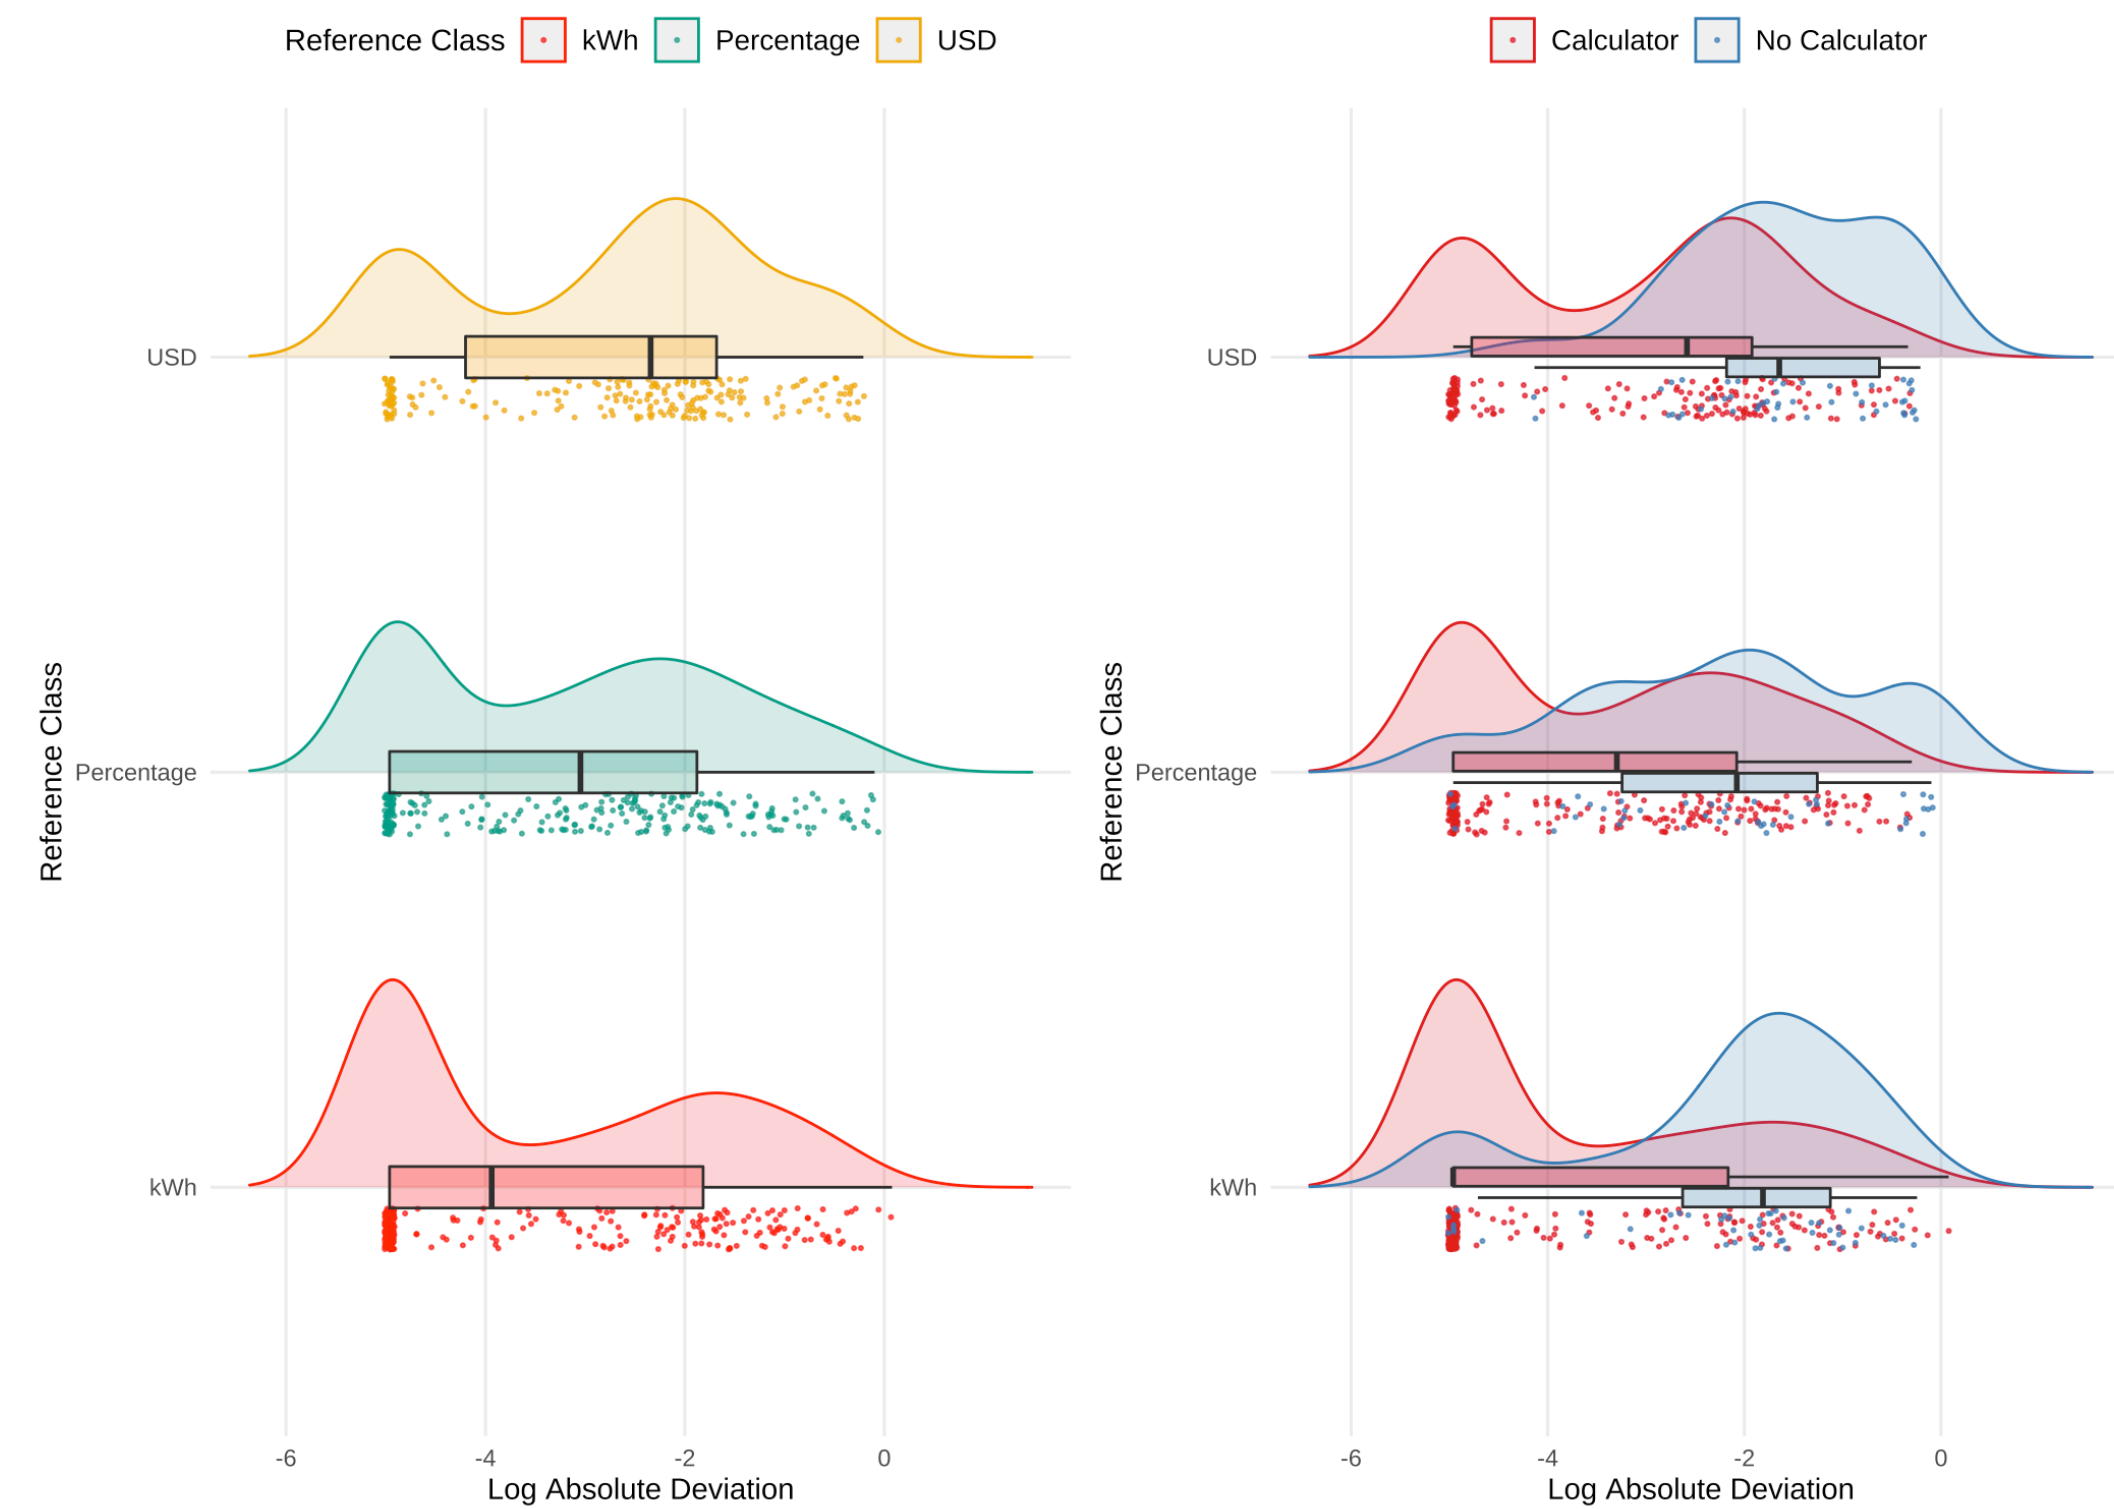 Reference Class kWh Percentage USD
Calculator No Calculator
USD
Percentage
kWh
Reference Class
-6 -4 -2 0
Log Absolute Deviation
USD
Percentage
kWh
Reference Class
-6 -4 -2 0
Log Absolute Deviation